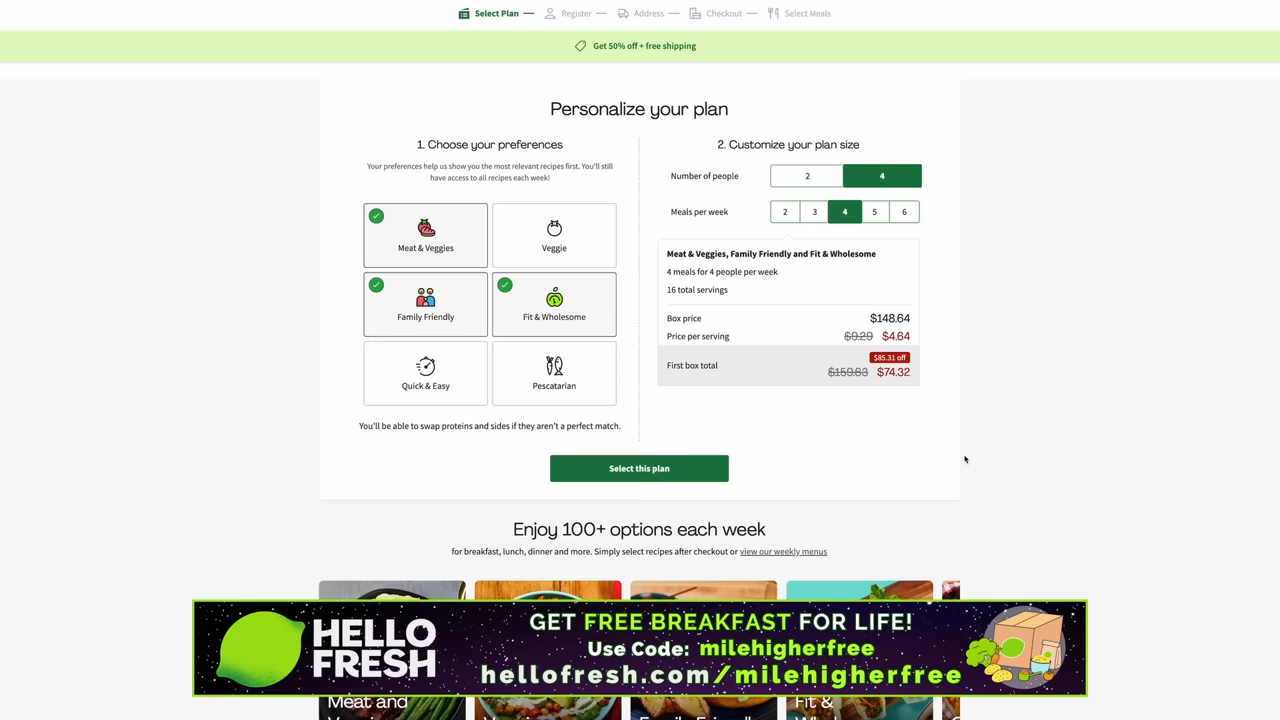 Select Plan
Register
Address
Checkout
Select Meals
Get 50% off + free shipping
Personalize your plan
1. Choose your preferences
Your preferences help us show you the most relevant recipes first. You'll still
have access to all recipes each week!
Meat & Veggies
Veggie
Family Friendly
Fit & Wholesome
Quick & Easy
Pescatarian
You'll be able to swap proteins and sides if they aren't a perfect match.
2. Customize your plan size
Number of people
2
4
Meals per week
2
3
4
5
6
Meat & Veggies, Family Friendly and Fit & Wholesome
4 meals for 4 people per week
16 total servings
Box price
$148.64
Price per serving
$9.29 $4.64
First box total
$85.31 off
$159.63 $74.32
Select this plan
Enjoy 100+ options each week
for breakfast, lunch, dinner and more. Simply select recipes after checkout or view our weekly menus
HELLO
FRESH
GET FREE BREAKFAST FOR LIFE!
Use Code: milehigherfree
hellofresh.com/milehigherfree
Meat and
Fit &